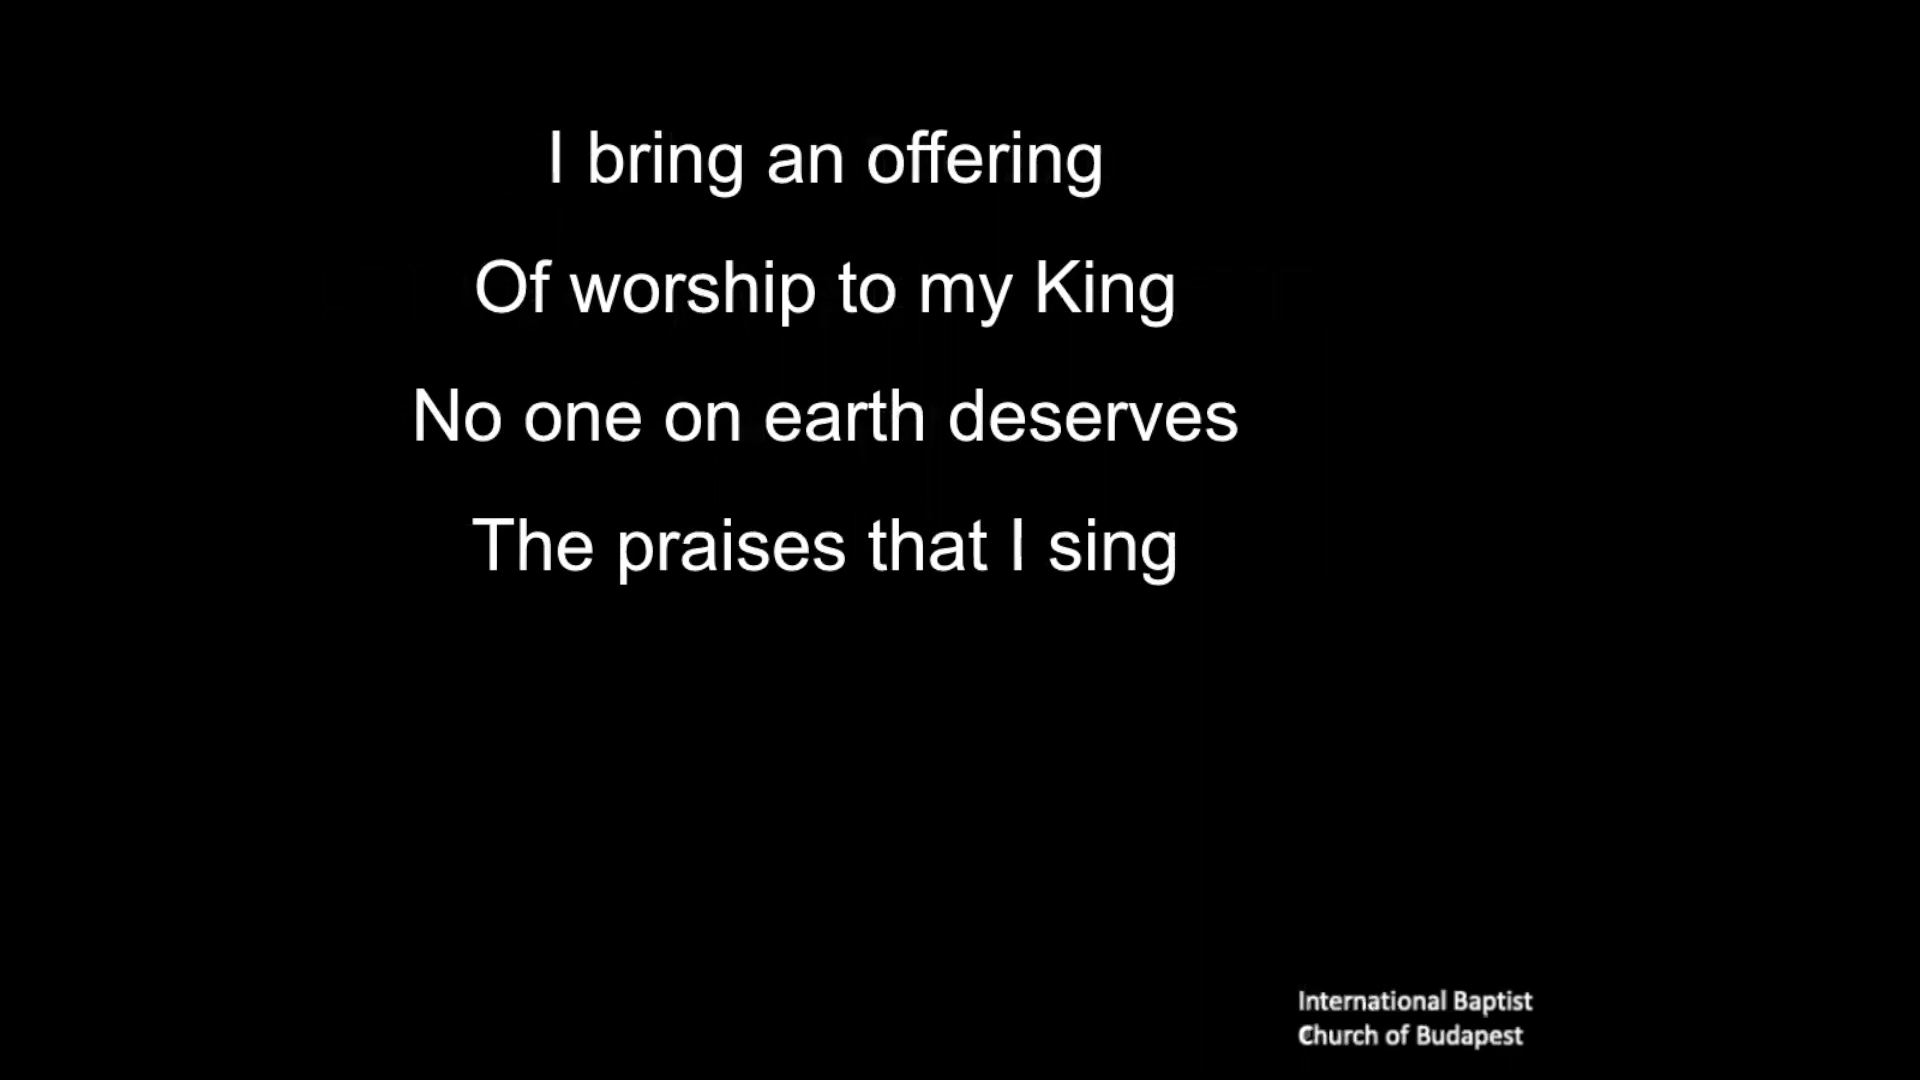 I bring an offering
Of worship to my King
No one on earth deserves
The praises that I sing
International Baptist
Church of Budapest